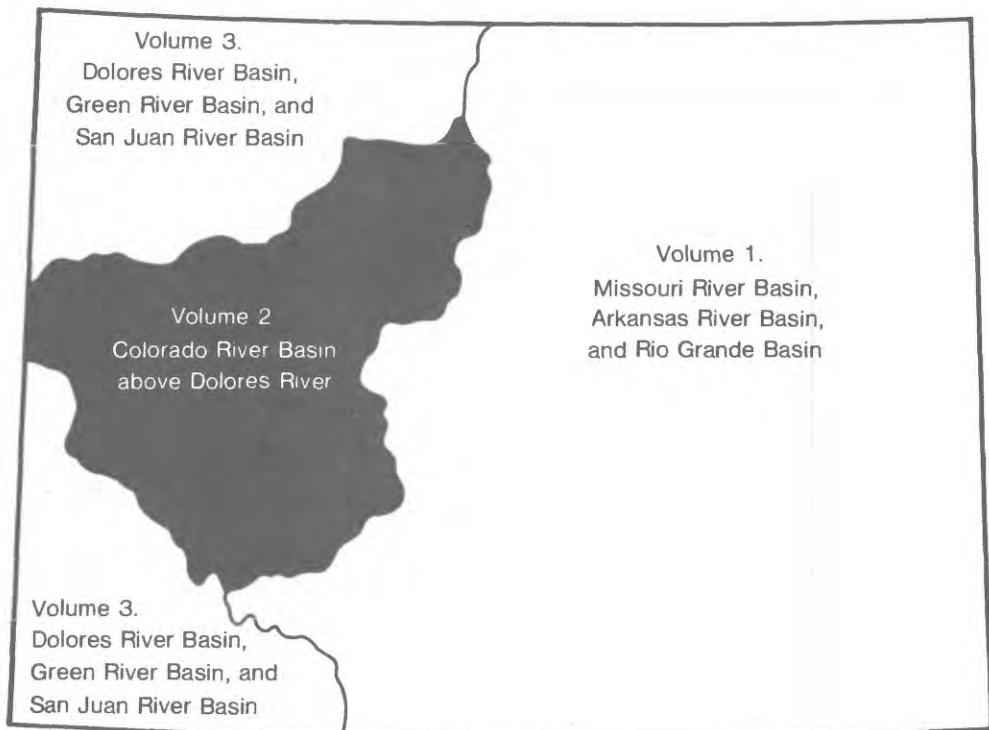 Volume 3.
Dolores River Basin,
Green River Basin, and
San Juan River Basin
Volume 1.
Missouri River Basin,
Arkansas River Basin,
and Rio Grande Basin
Volume 2
Colorado River Basin
above Dolores River
Volume 3.
Dolores River Basin,
Green River Basin, and
San Juan River Basin